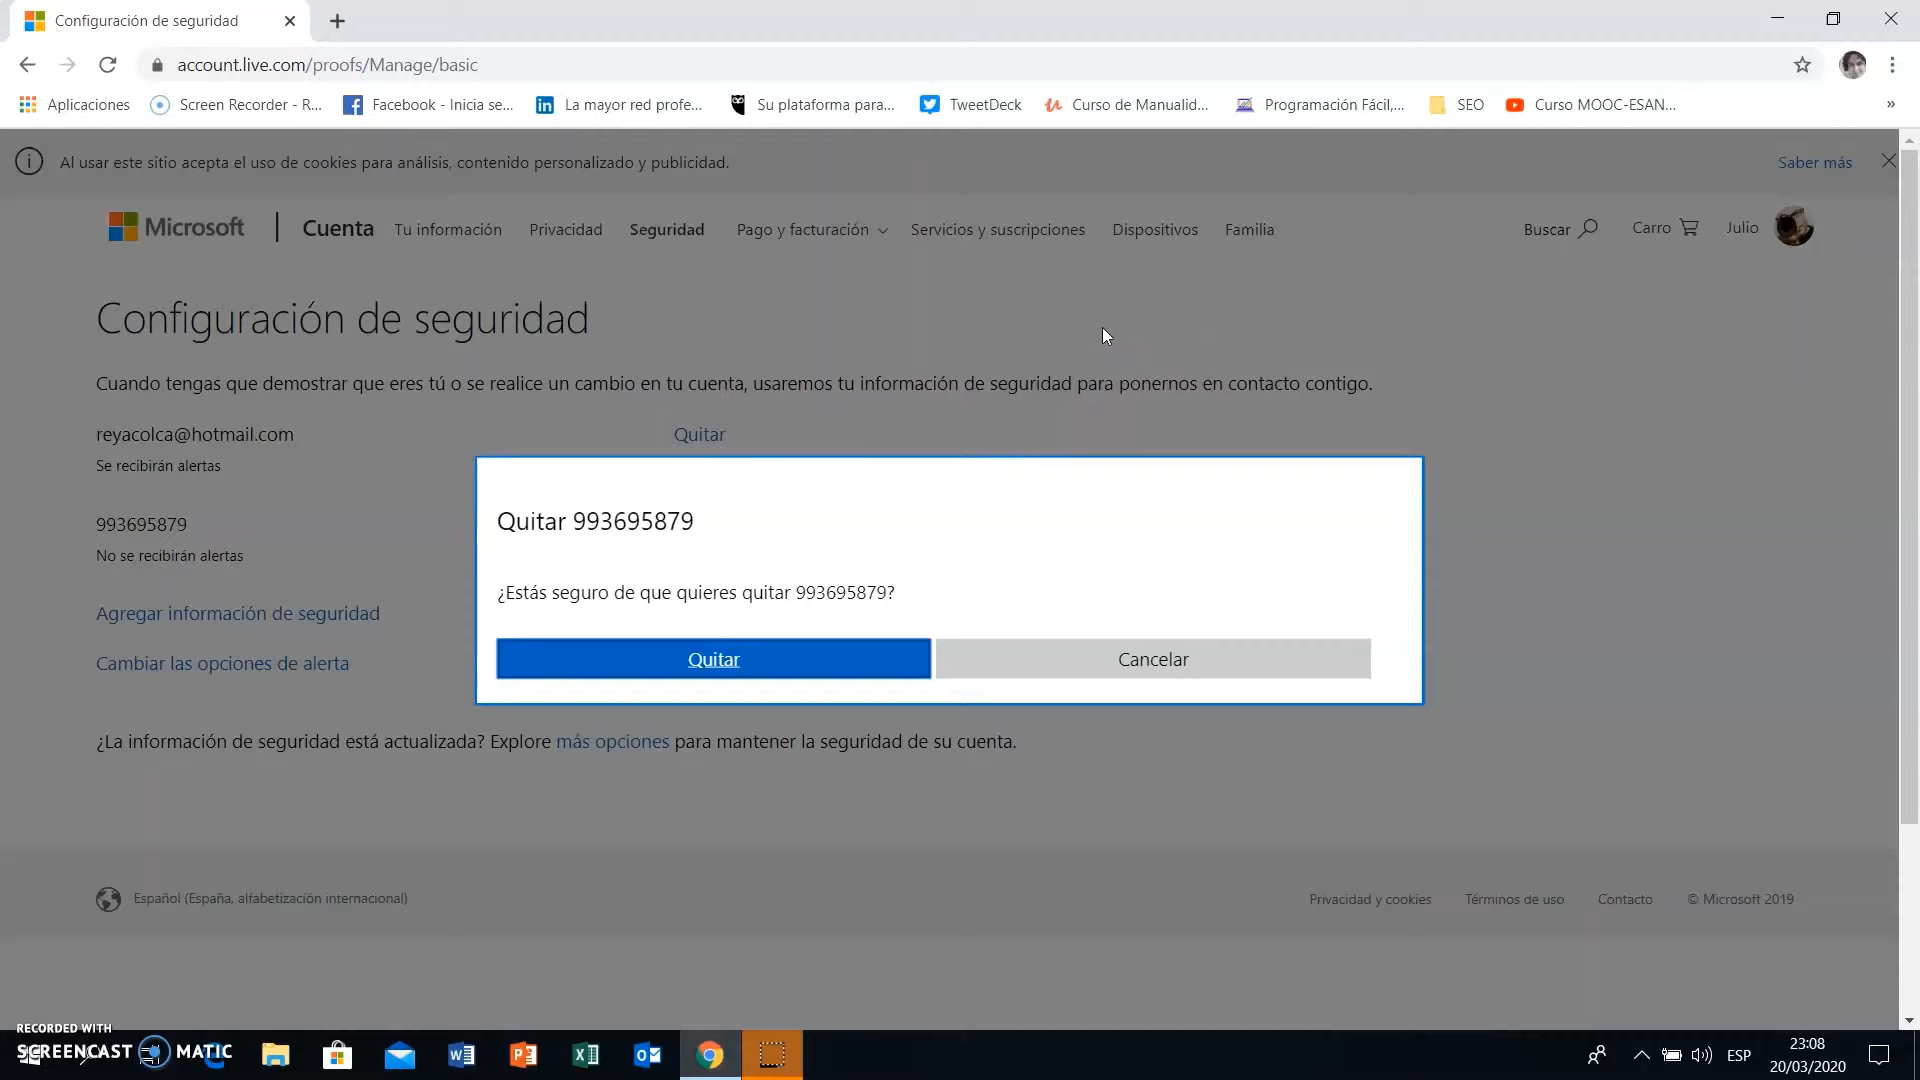 Configuración de seguridad
account.live.com/proofs/Manage/basic
Aplicaciones Screen Recorder - R... Facebook - Inicia se... La mayor red profe... Su plataforma para... TweetDeck Curso de Manualid... Programación Fácil,... SEO Curso MOOC-ESAN... »
Al usar este sitio acepta el uso de cookies para análisis, contenido personalizado y publicidad. Saber más
Microsoft | Cuenta Tu información Privacidad Seguridad Pago y facturación Servicios y suscripciones Dispositivos Familia Buscar Carro Julio
Configuración de seguridad
Cuando tengas que demostrar que eres tú o se realice un cambio en tu cuenta, usaremos tu información de seguridad para ponernos en contacto contigo.
reyacolca@hotmail.com Quitar
Se recibirán alertas
993695879
No se recibirán alertas
Quitar 993695879
¿Estás seguro de que quieres quitar 993695879?
Quitar Cancelar
Agregar información de seguridad
Cambiar las opciones de alerta
¿La información de seguridad está actualizada? Explore más opciones para mantener la seguridad de su cuenta.
Español (España, alfabetización internacional) Privacidad y cookies Términos de uso Contacto © Microsoft 2019
RECORDED WITH
SCREENCAST MATIC
ESP
23:08
20/03/2020